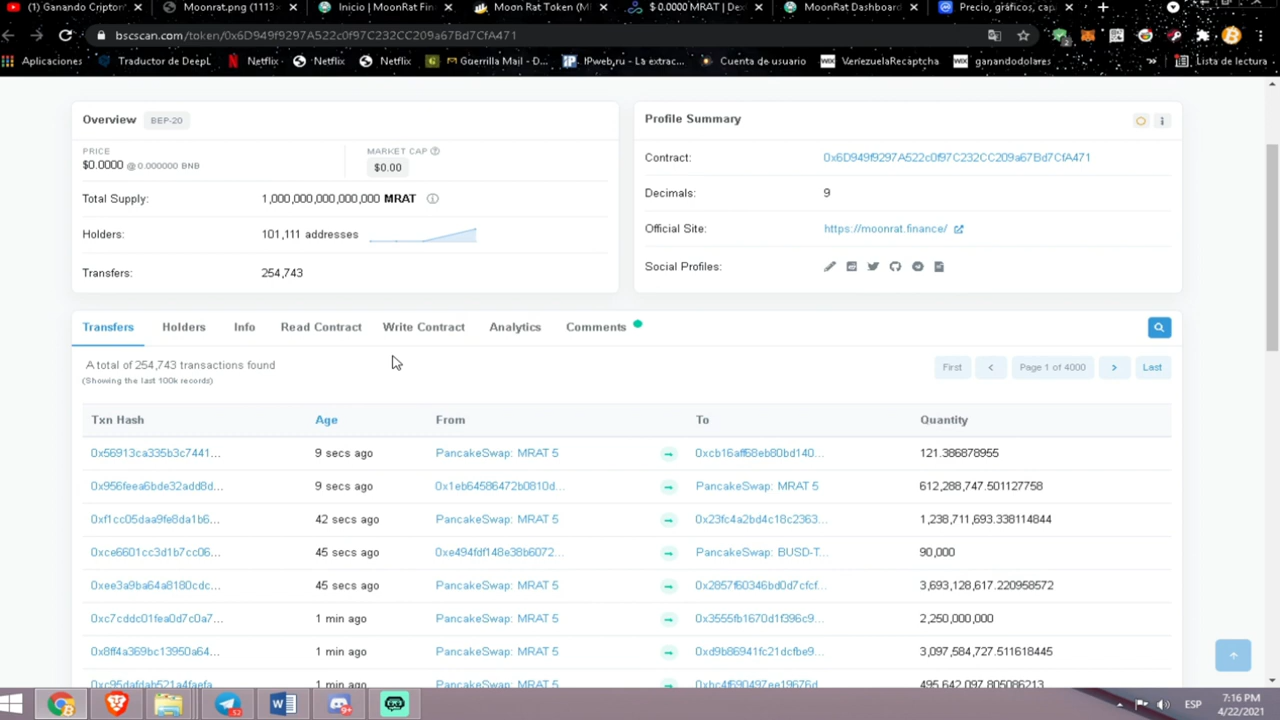 (1) Ganando Cripton
Moonrat.png (1113
Inicio | MoonRat Fin
Moon Rat Token (M
$ 0.0000 MRAT | Dex
MoonRat Dashboard
Precio, gráficos, cap
bscscan.com/token/0x6D949f9297A522c0f97C232CC209a67Bd7CfA471
Aplicaciones
Traductor de DeepL
Netflix
Netflix
Netflix
Guerrilla Mail - D...
IPweb.ru - La extrac...
Cuenta de usuario
VenezuelaRecaptcha
ganandodolares
Lista de lectura
Overview BEP-20
PRICE
$0.0000 @ 0.000000 BNB
MARKET CAP
$0.00
Total Supply: 1,000,000,000,000,000 MRAT
Holders: 101,111 addresses
Transfers: 254,743
Profile Summary
Contract: 0x6D949f9297A522c0f97C232CC209a67Bd7CfA471
Decimals: 9
Official Site: https://moonrat.finance/
Social Profiles:
Transfers Holders Info Read Contract Write Contract Analytics Comments
A total of 254,743 transactions found
(Showing the last 100k records)
First < Page 1 of 4000 > Last
Txn Hash Age From To Quantity
0x56913ca335b3c7441... 9 secs ago PancakeSwap: MRAT 5 0xcb16aff68eb80bd140... 121.386878955
0x956feea6bde32add8d... 9 secs ago 0x1eb64586472b0810d... PancakeSwap: MRAT 5 612,288,747.501127758
0xf1cc05daa9fe8da1b6... 42 secs ago PancakeSwap: MRAT 5 0x23fc4a2bd4c18c2363... 1,238,711,693.338114844
0xce6601cc3d1b7cc06... 45 secs ago 0xe494fdf148e38b6072... PancakeSwap: BUSD-T... 90,000
0xee3a9ba64a8180cdc... 45 secs ago PancakeSwap: MRAT 5 0x2857f60346bd0d7cfcf... 3,693,128,617.220958572
0xc7cddc01fea0d7c0a7... 1 min ago PancakeSwap: MRAT 5 0x3555fb1670d1f396c9... 2,250,000,000
0x8ff4a369bc13950a64... 1 min ago PancakeSwap: MRAT 5 0xd9b86941fc21dcfbe9... 3,097,584,727.511618445
0xc95dafdab521a4faefa... 1 min ago PancakeSwap: MRAT 5 0xbc4f690497ee19676d... 495,642,097.805086213
ESP
7:16 PM
4/22/2021